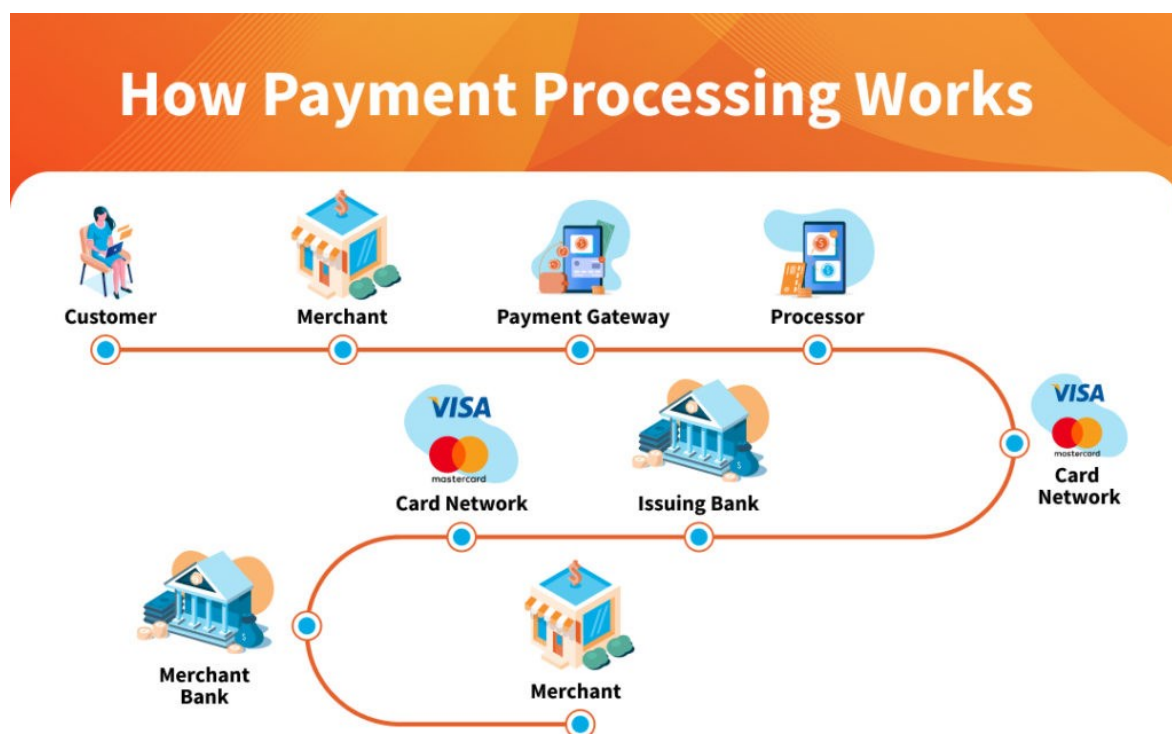 How Payment Processing Works
Customer
Merchant
Payment Gateway
Processor
VISA
mastercard
Card
Network
Issuing Bank
VISA
mastercard
Card Network
Merchant
Bank
Merchant